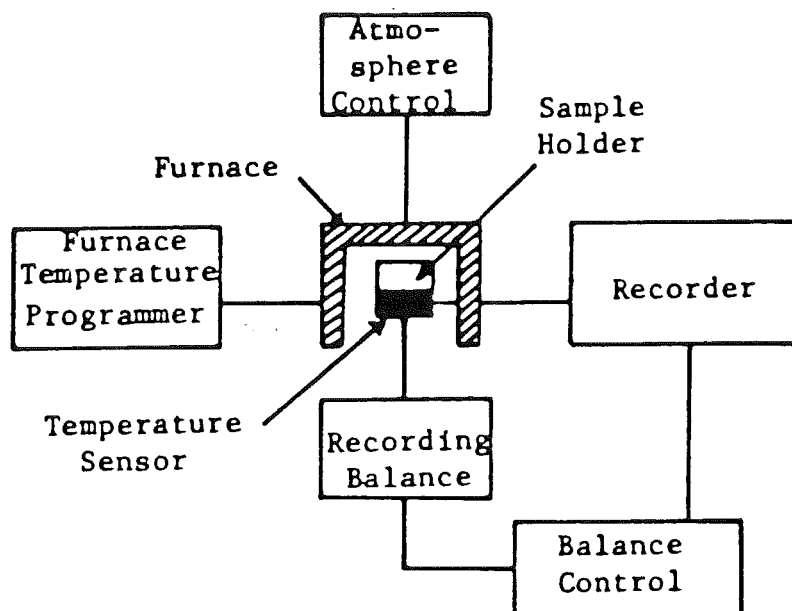 Atmo-
sphere
Control
Sample
Holder
Furnace
Furnace
Temperature
Programmer
Recorder
Temperature
Sensor
Recording
Balance
Balance
Control